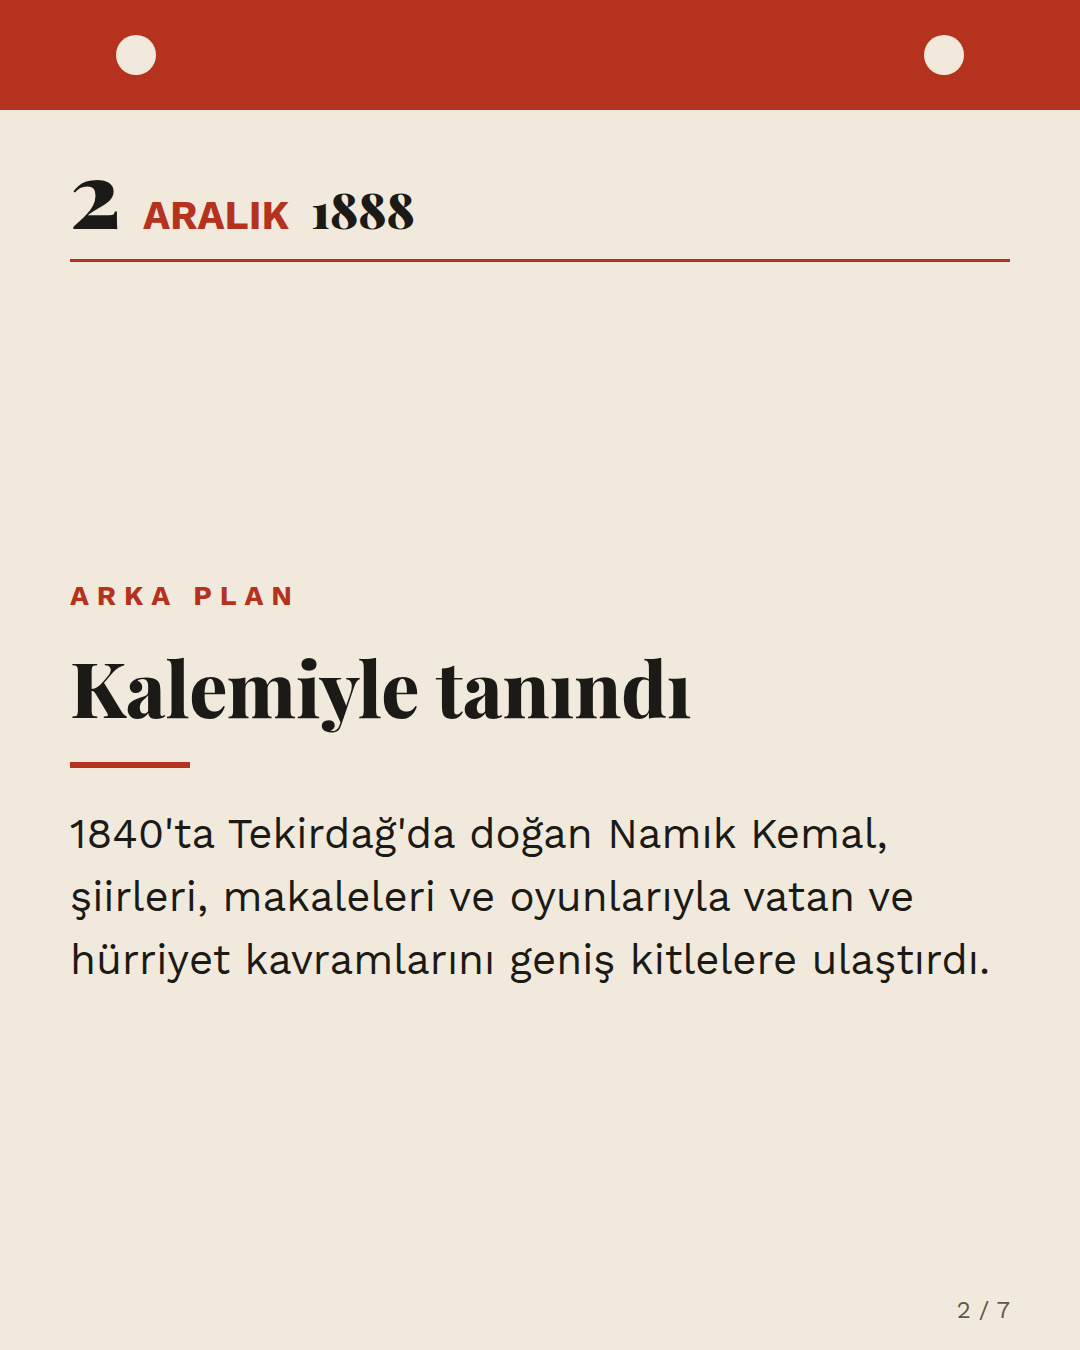 2 ARALIK 1888
ARKA PLAN
Kalemiyle tanındı
1840'ta Tekirdağ'da doğan Namık Kemal,
şiirleri, makaleleri ve oyunlarıyla vatan ve
hürriyet kavramlarını geniş kitlelere ulaştırdı.
2 / 7